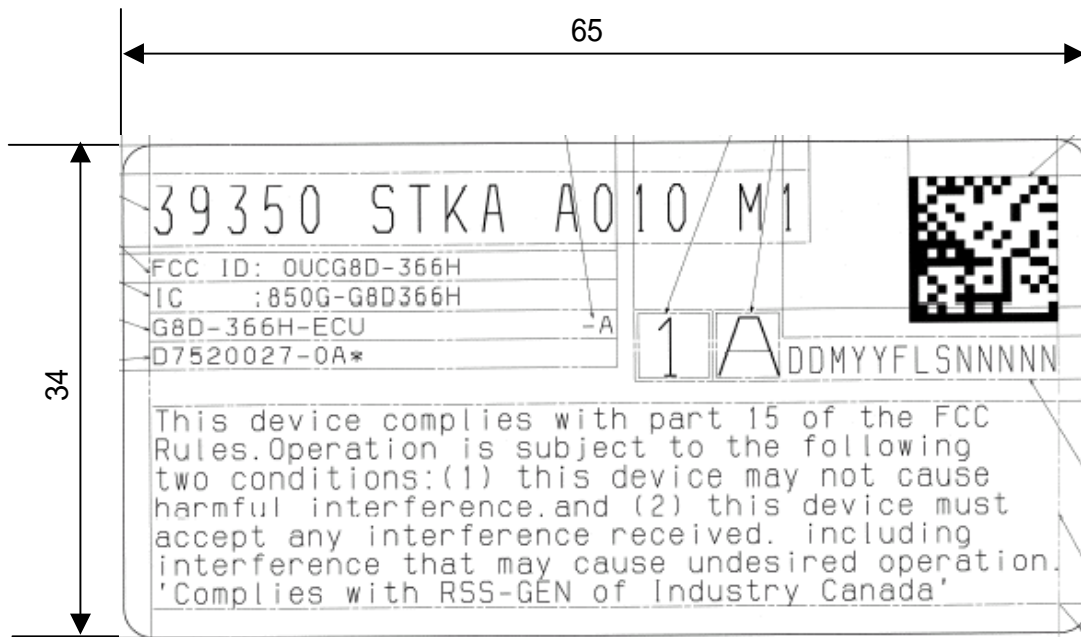 65
34
39350 STKA A010 M1
FCC ID: OUCG8D-366H
IC :850G-G8D366H
G8D-366H-ECU -A
D7520027-0A*
1 A DDMYYFLSNNNNN
This device complies with part 15 of the FCC
Rules.Operation is subject to the following
two conditions:(1) this device may not cause
harmful interference.and (2) this device must
accept any interference received. including
interference that may cause undesired operation.
'Complies with RSS-GEN of Industry Canada'